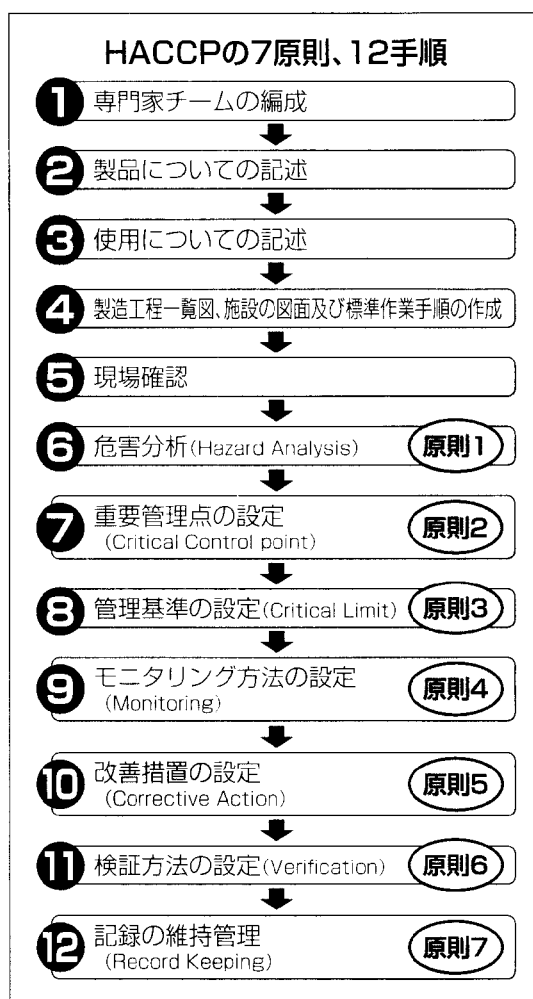 HACCPの7原則、12手順
1 専門家チームの編成
2 製品についての記述
3 使用についての記述
4 製造工程一覧図、施設の図面及び標準作業手順の作成
5 現場確認
6 危害分析(Hazard Analysis) 原則1
7 重要管理点の設定 原則2
(Critical Control point)
8 管理基準の設定(Critical Limit) 原則3
9 モニタリング方法の設定 原則4
(Monitoring)
10 改善措置の設定 原則5
(Corrective Action)
11 検証方法の設定(Verification) 原則6
12 記録の維持管理 原則7
(Record Keeping)